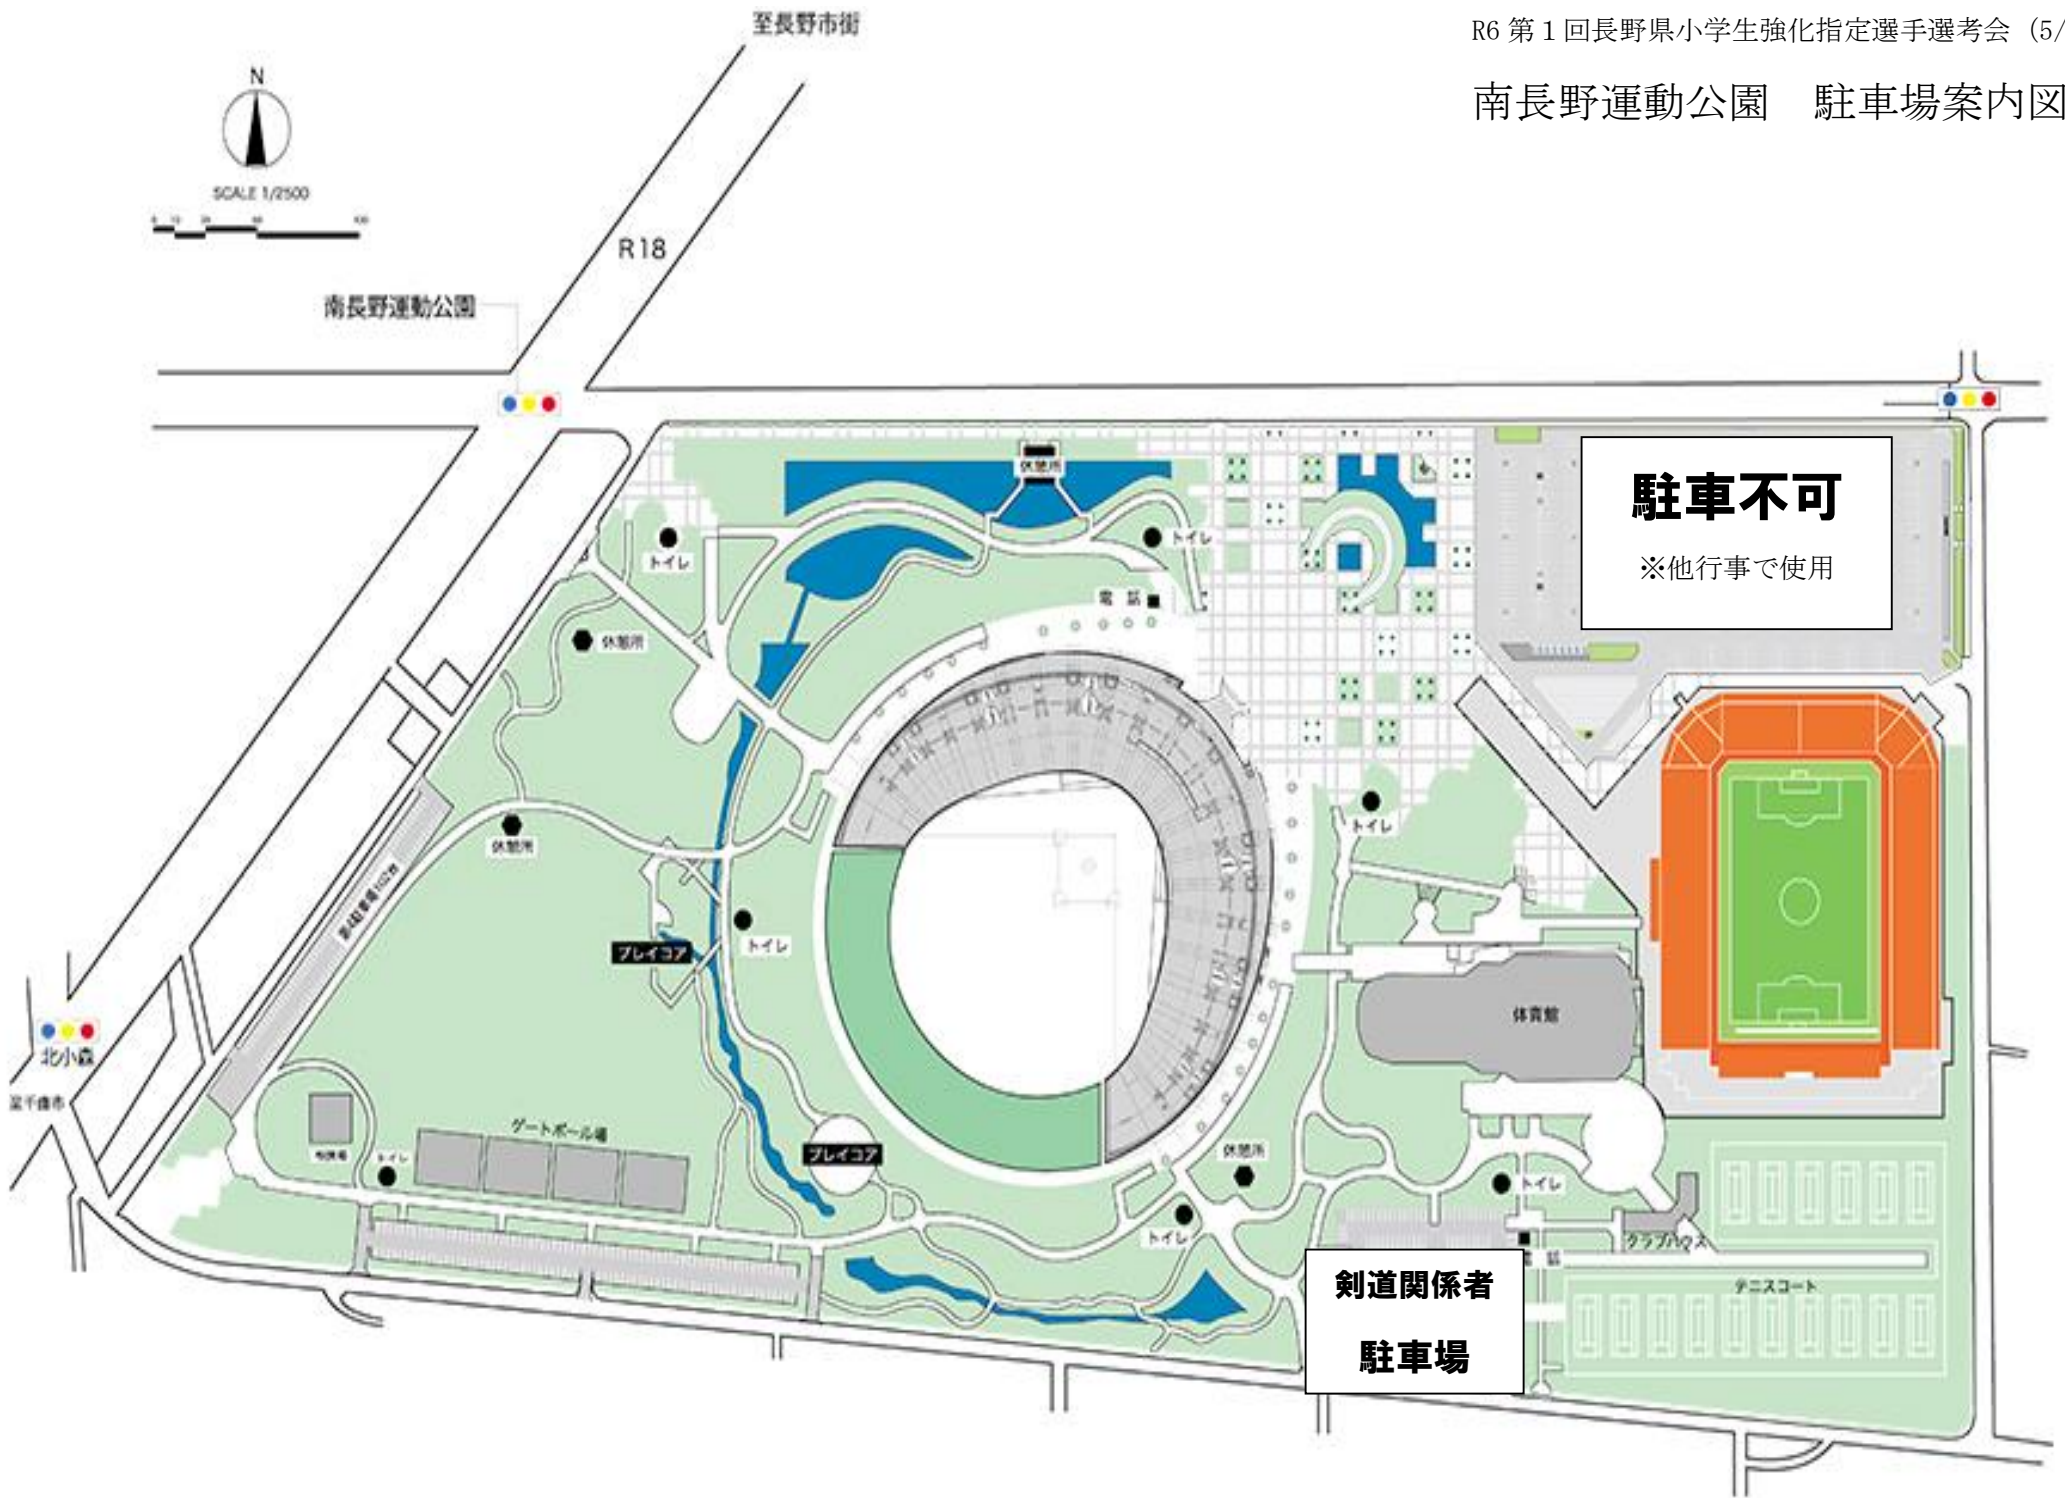 R6 第１回長野県小学生強化指定選手選考会（5/
南長野運動公園　駐車場案内図
至長野市街
N
SCALE 1/2500
R18
南長野運動公園
駐車不可
※他行事で使用
休憩所
トイレ
トイレ
電話
休憩所
トイレ
休憩所
トイレ
プレイコア
体育館
北小森
至千曲市
ゲートボール場
トイレ
プレイコア
休憩所
トイレ
トイレ
クラブハウス
電話
剣道関係者
駐車場
テニスコート